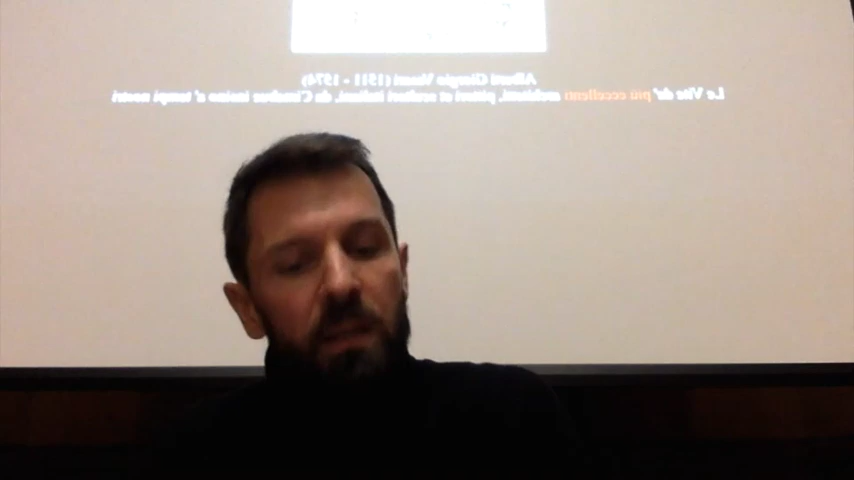 Alberti Giorgio Vasari (1511 - 1574)
Le Vite de' più eccellenti architetti, pittori, et scultori italiani, da Cimabue insino a' tempi nostri